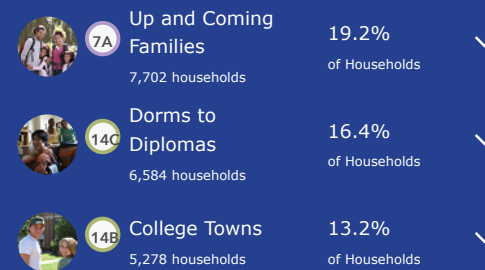 7A
Up and Coming
Families
7,702 households
19.2%
of Households
14C
Dorms to
Diplomas
6,584 households
16.4%
of Households
14B
College Towns
5,278 households
13.2%
of Households